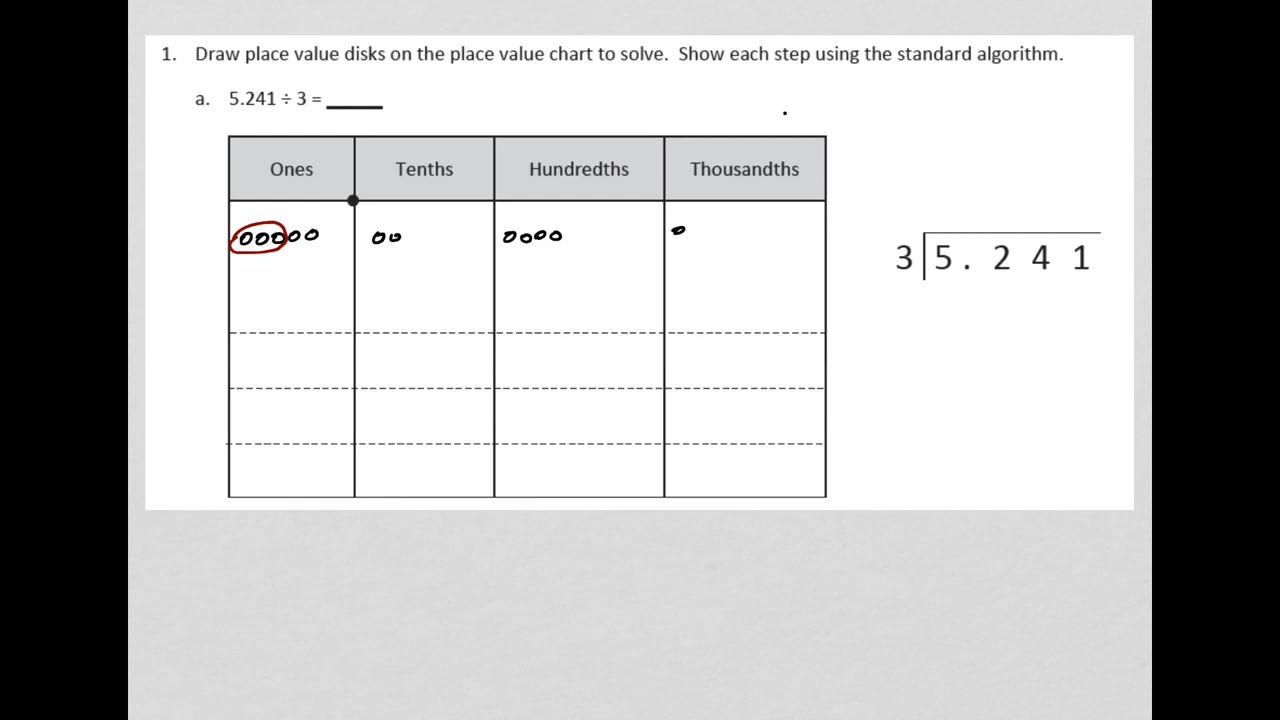 1. Draw place value disks on the place value chart to solve. Show each step using the standard algorithm.
a. 5.241 ÷ 3 = _____
Ones Tenths Hundredths Thousandths
3 5. 2 4 1